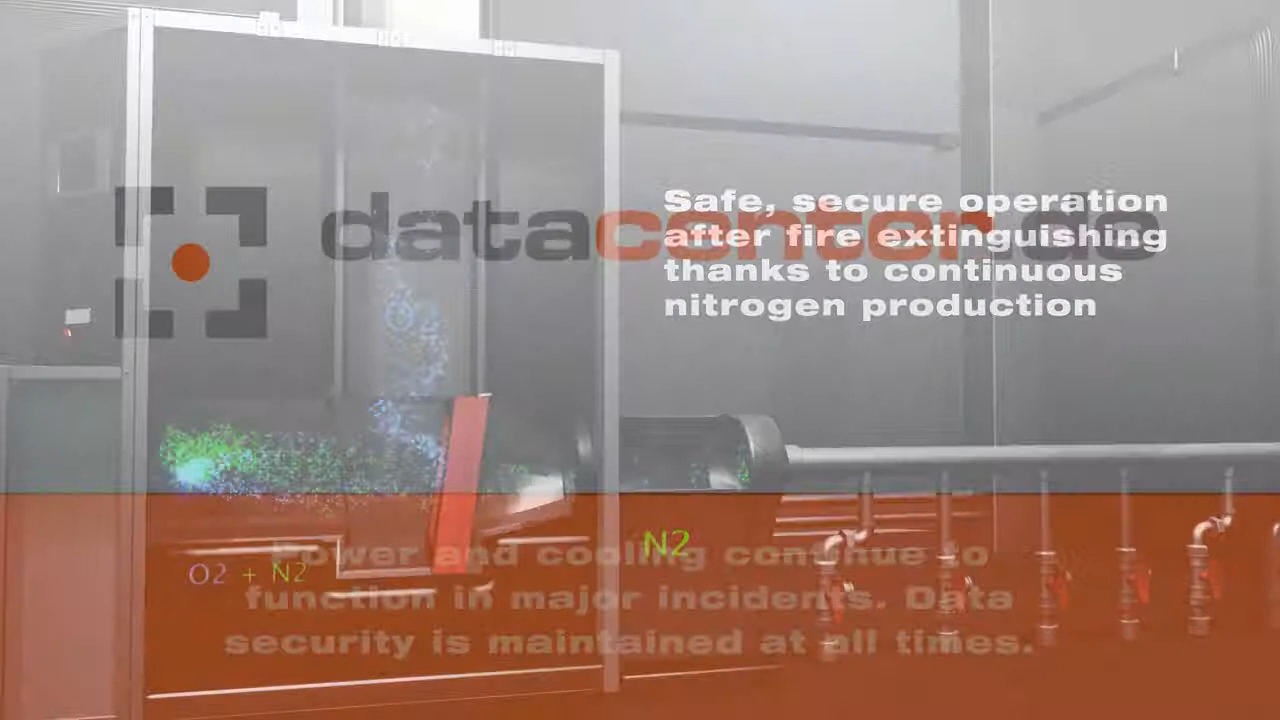 datacenter.de
Safe, secure operation
after fire extinguishing
thanks to continuous
nitrogen production
N2
O2 + N2
Power and cooling continue to
function in major incidents. Data
security is maintained at all times.